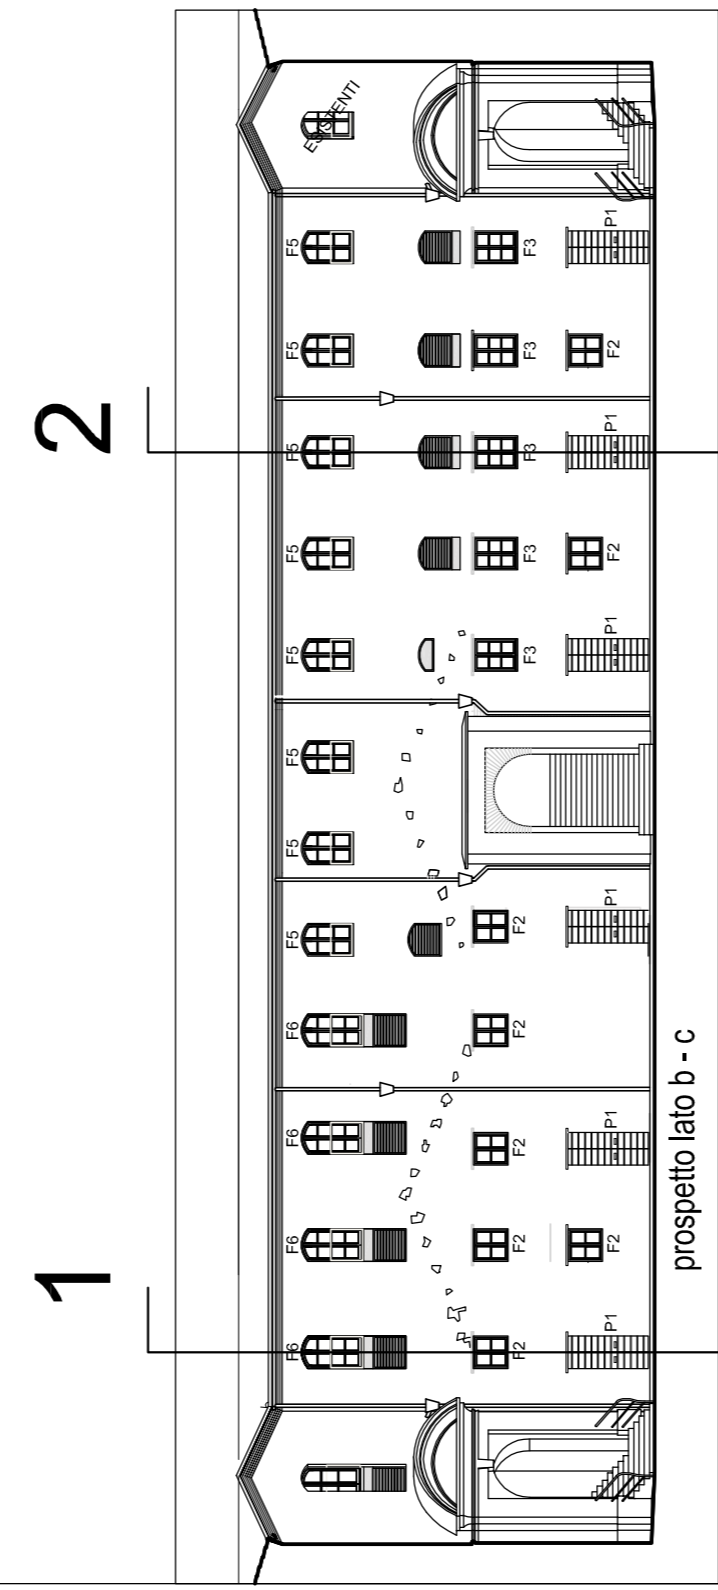 1 2
F6 F6 F6 F6 F5 F5 F5 F5 F5 F5 F5 F5 ESISTENTI
F2 F2 F2 F2 F2 F3 F3 F3 F3 F3
P1 F2 P1 P1 P1 F2 P1 F2 P1
prospetto lato b - c